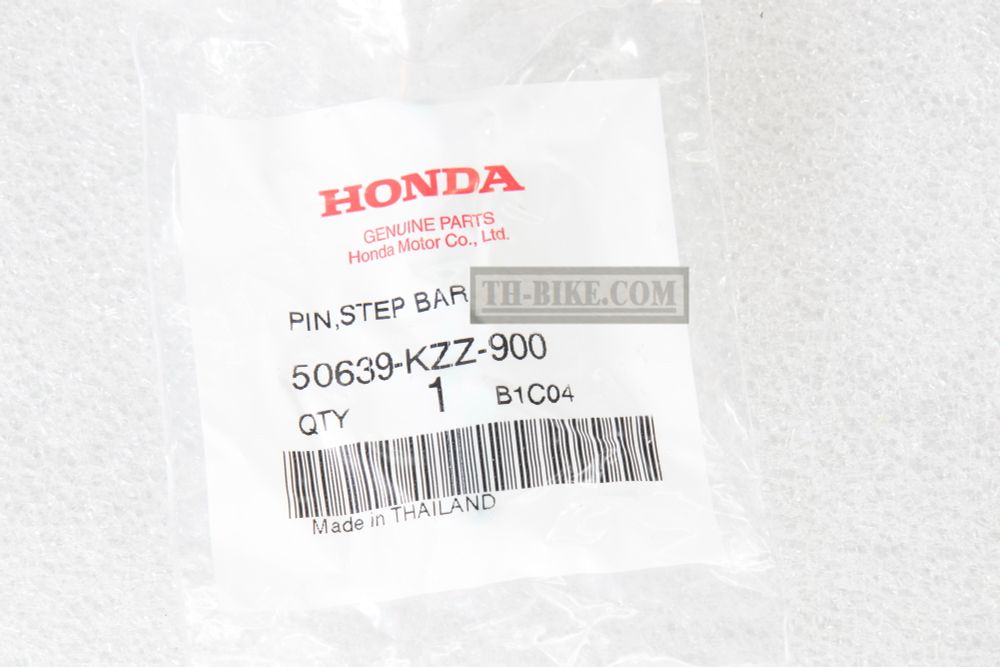 HONDA
GENUINE PARTS
Honda Motor Co., Ltd.
TH-BIKE.COM
PIN,STEP BAR
50639-KZZ-900
QTY 1 B1C04
Made in THAILAND